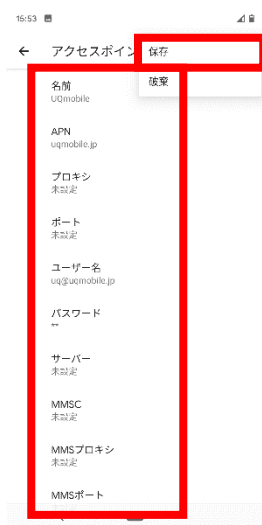 15:53
アクセスポイン
保存
破棄
名前
UQmobile
APN
uqmobile.jp
プロキシ
未設定
ポート
未設定
ユーザー名
uq@uqmobile.jp
パスワード
**
サーバー
未設定
MMSC
未設定
MMSプロキシ
未設定
MMSポート